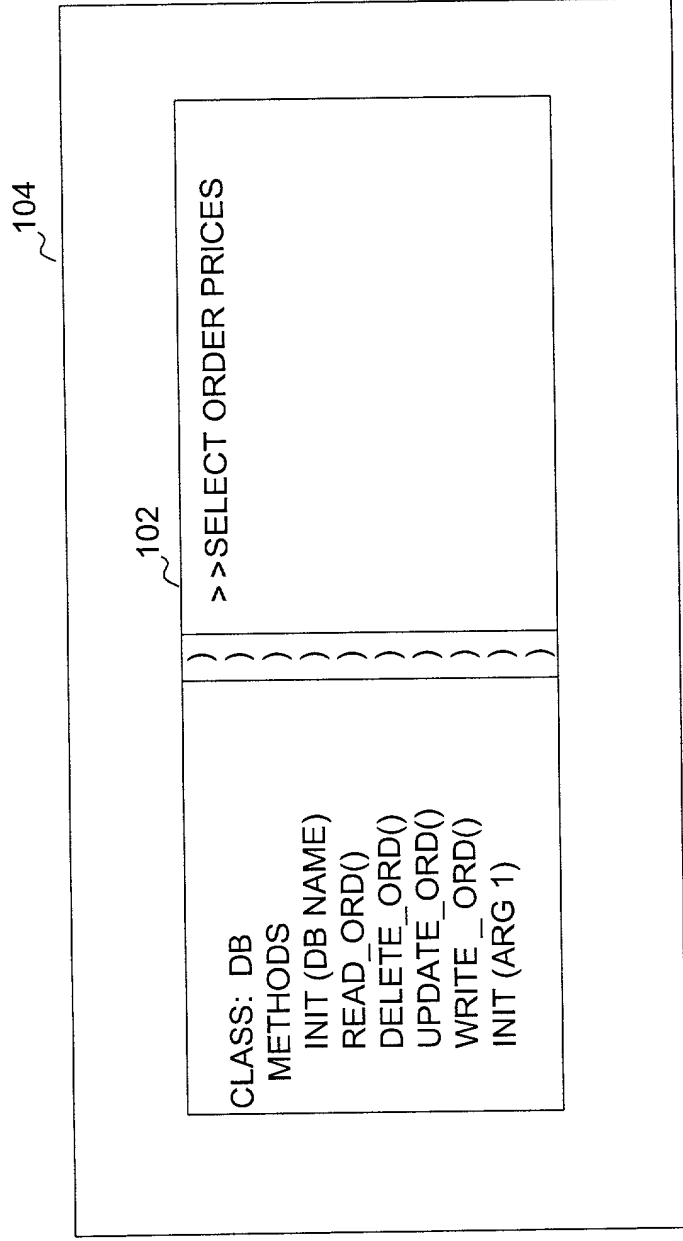 104
102
CLASS: DB
METHODS
INIT (DB NAME)
READ_ORD()
DELETE_ORD()
UPDATE_ORD()
WRITE_ORD()
INIT (ARG 1)
>>SELECT ORDER PRICES